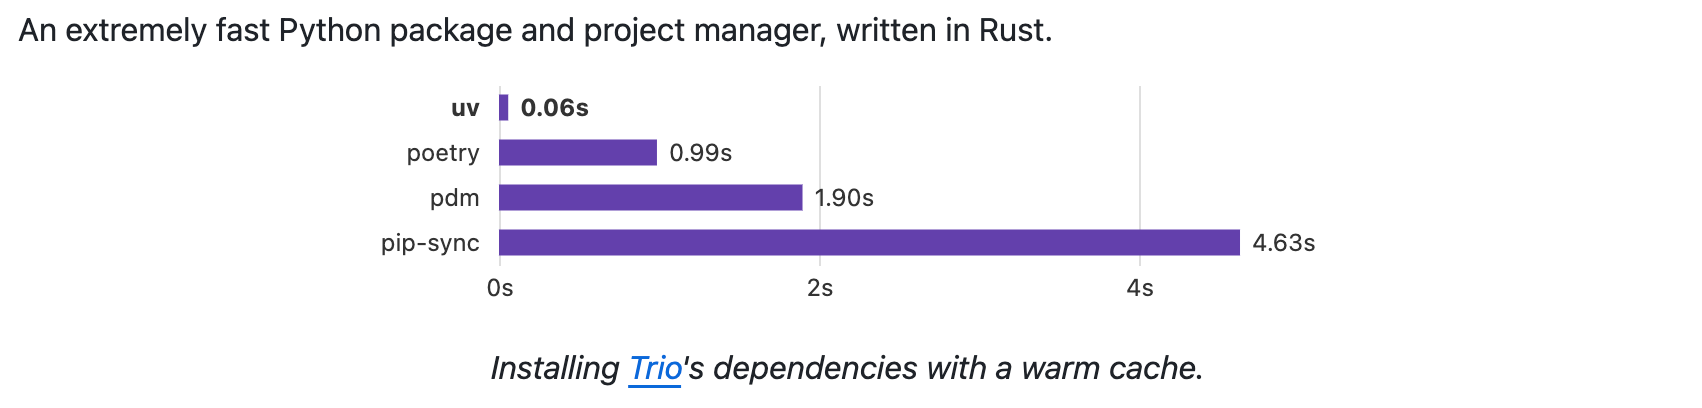 An extremely fast Python package and project manager, written in Rust.
uv 0.06s
poetry 0.99s
pdm 1.90s
pip-sync 4.63s
0s 2s 4s
Installing Trio's dependencies with a warm cache.